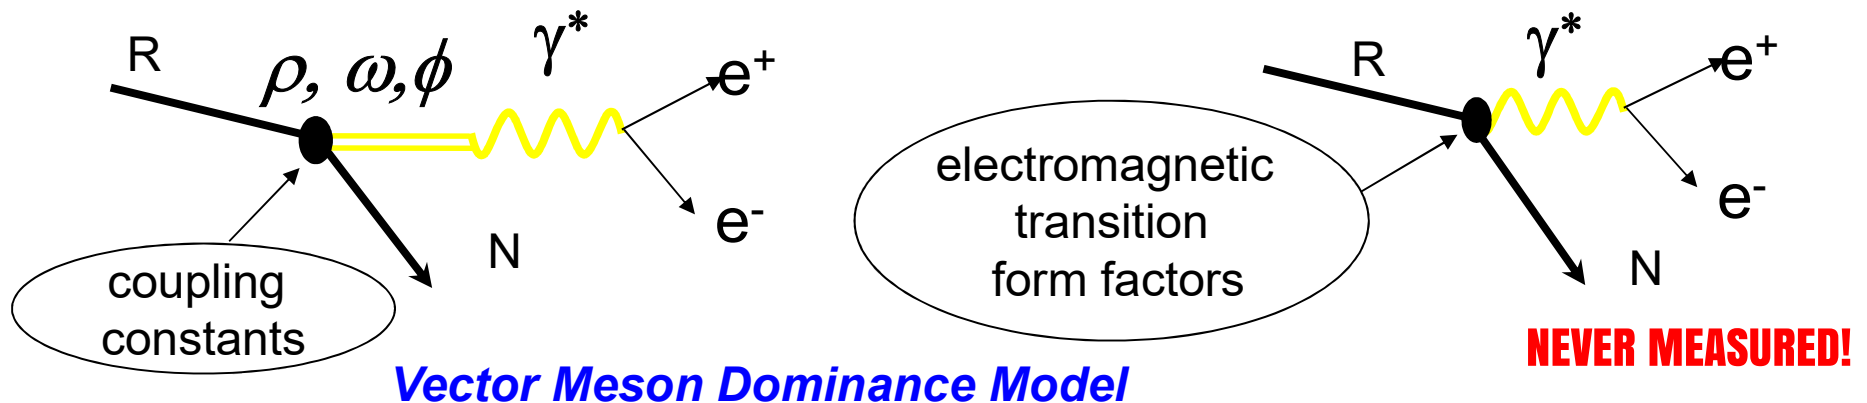 R
ρ, ω,ϕ
γ*
e+
e-
N
coupling
constants
Vector Meson Dominance Model
R
γ*
e+
e-
N
electromagnetic
transition
form factors
NEVER MEASURED!